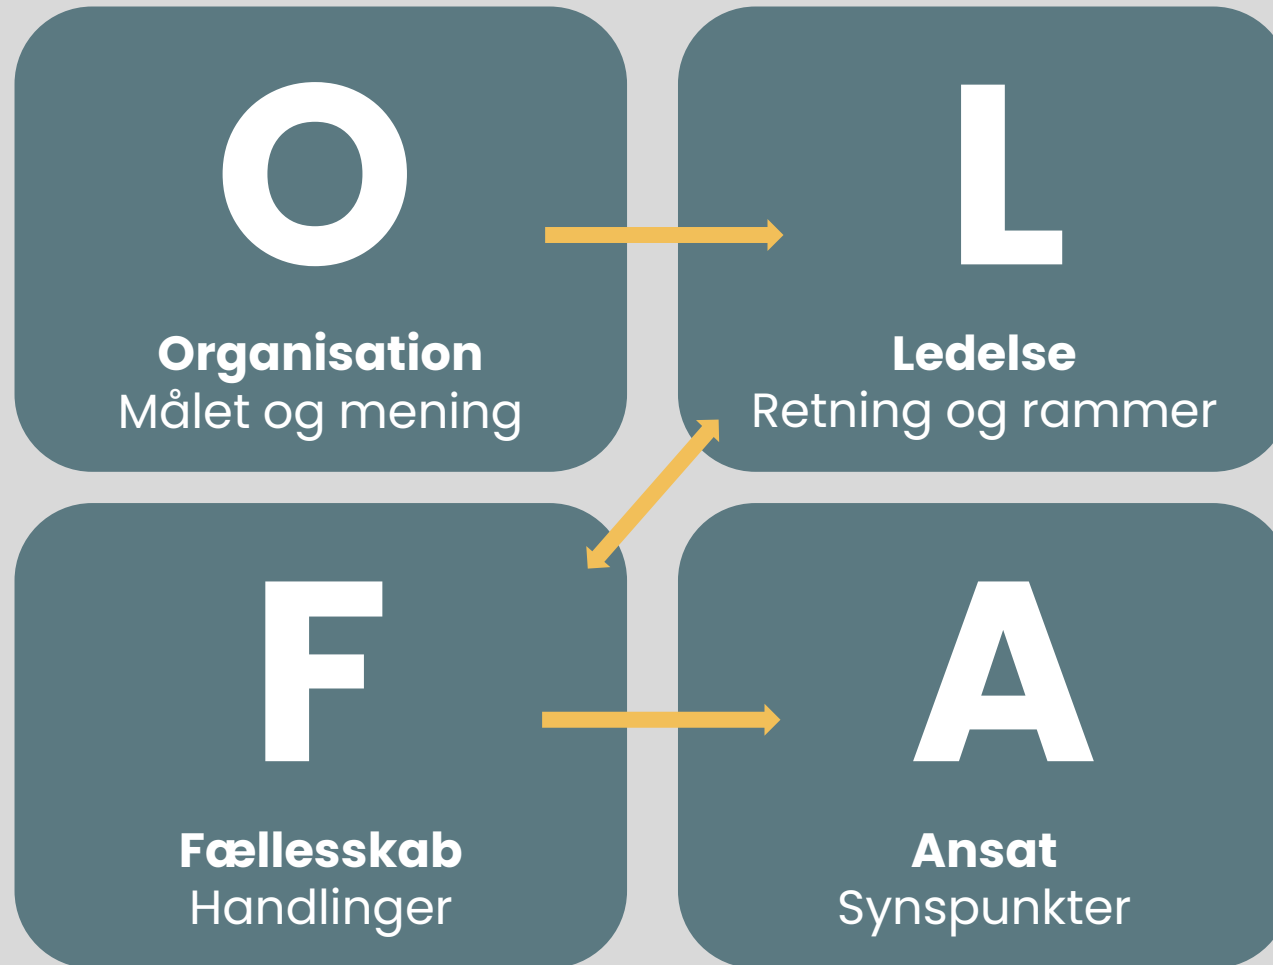 O
Organisation
Målet og mening
L
Ledelse
Retning og rammer
F
Fællesskab
Handlinger
A
Ansat
Synspunkter